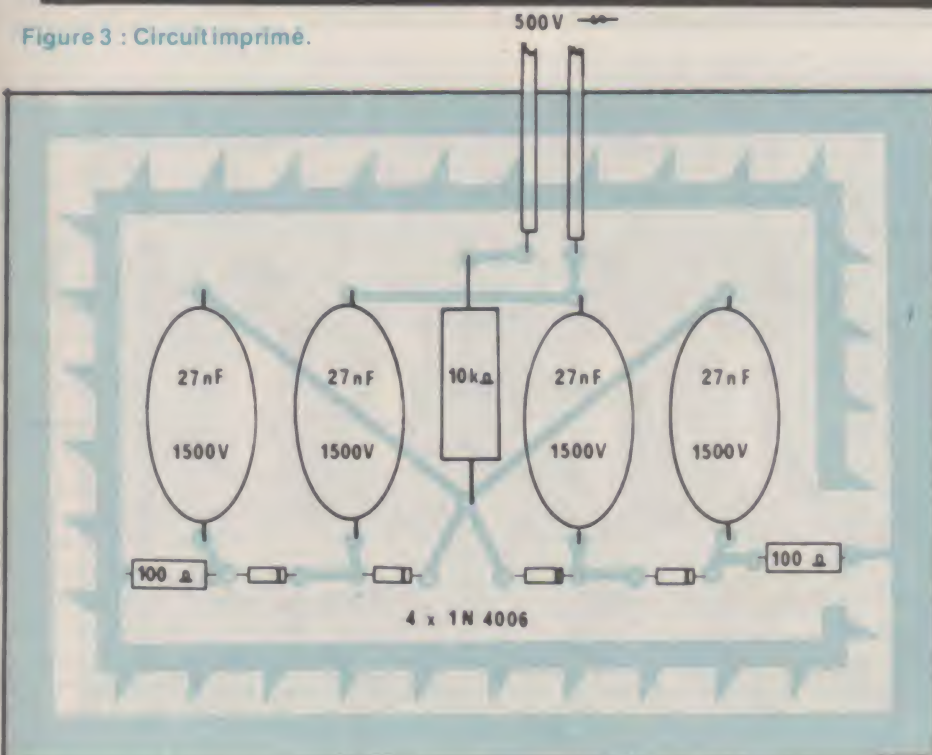 500V
Figure 3 : Circuit imprimé.
27nF 27nF 10kΩ 27nF 27nF
1500V 1500V 1500V 1500V
100 Ω 100 Ω
4 x 1N 4006